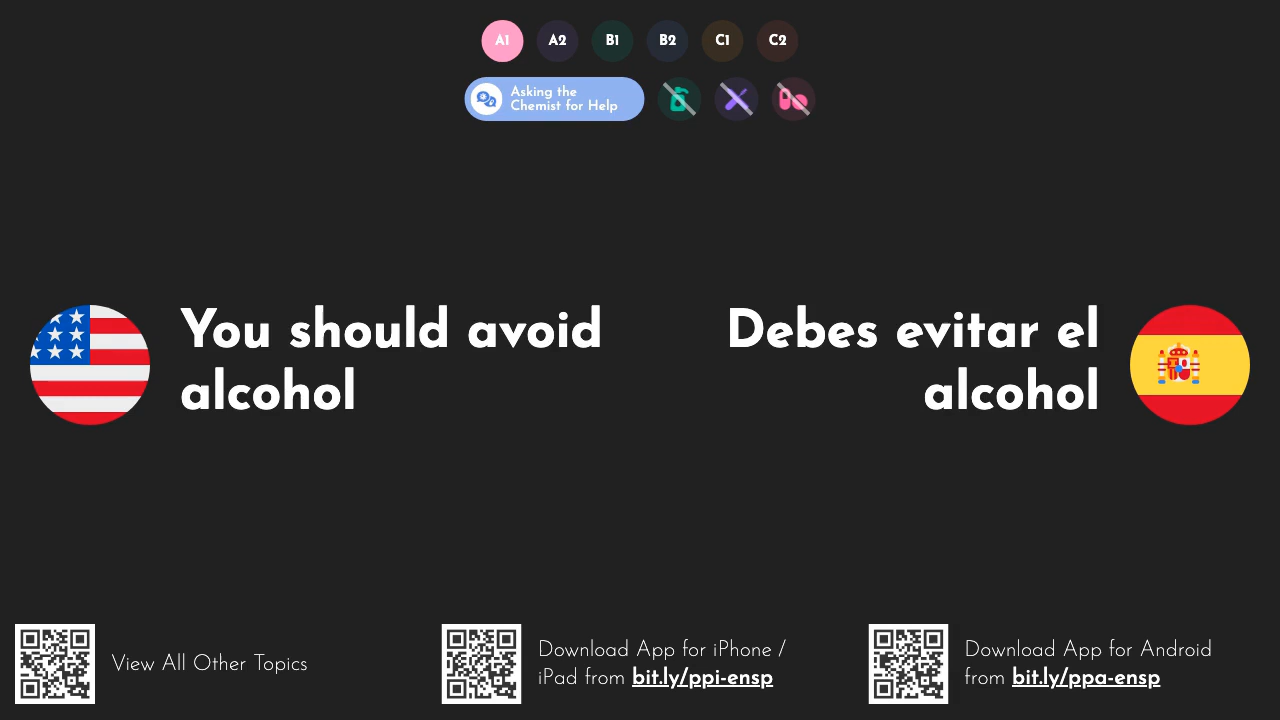 A1 A2 B1 B2 C1 C2
Asking the
Chemist for Help
You should avoid
alcohol
Debes evitar el
alcohol
View All Other Topics
Download App for iPhone /
iPad from bit.ly/ppi-ensp
Download App for Android
from bit.ly/ppa-ensp